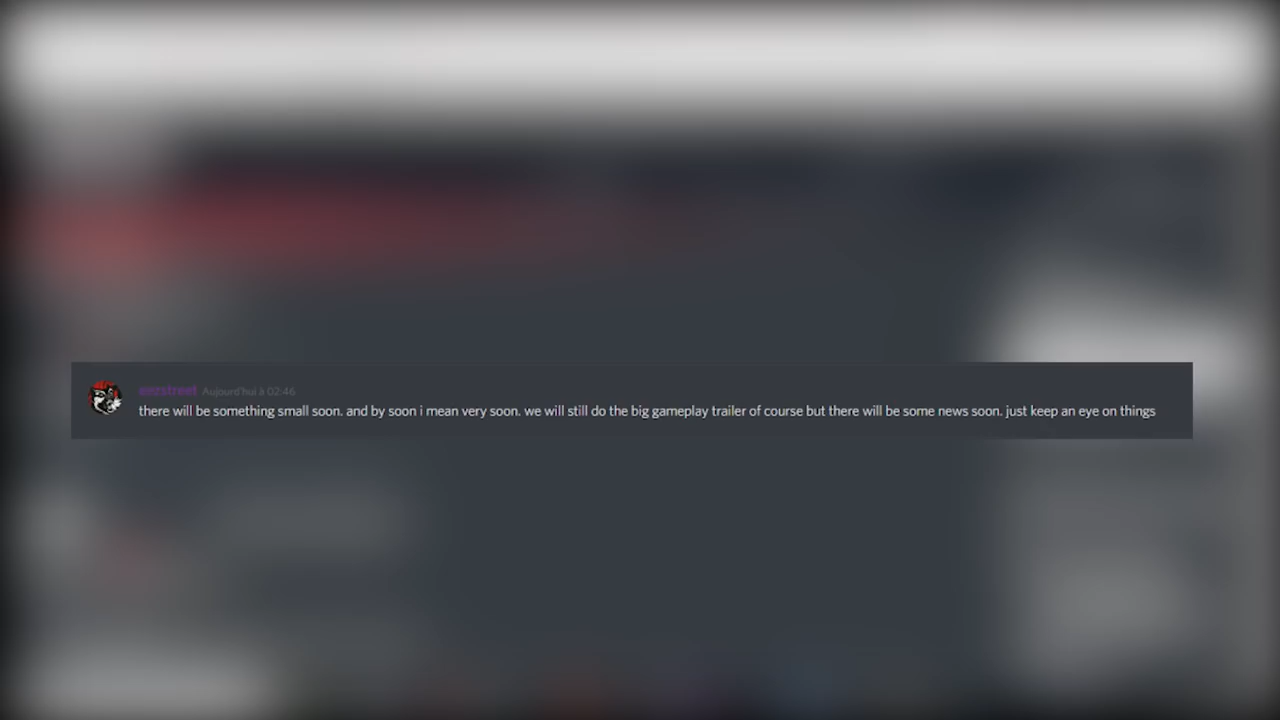 aezstreet Aujourd'hui à 02:46
there will be something small soon. and by soon i mean very soon. we will still do the big gameplay trailer of course but there will be some news soon. just keep an eye on things